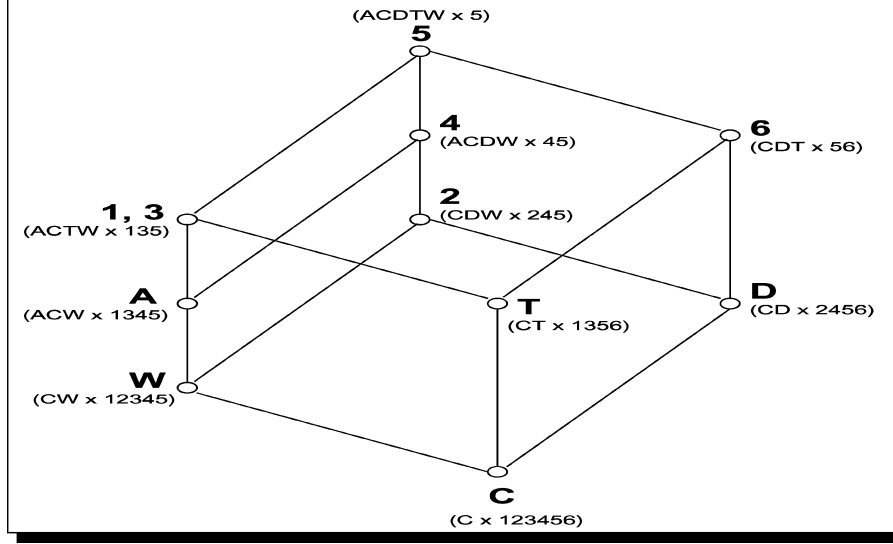 (ACDTW x 5)
5
4
(ACDW x 45)
6
(CDT x 56)
2
(CDW x 245)
1, 3
(ACTW x 135)
A
(ACW x 1345)
T
(CT x 1356)
D
(CD x 2456)
W
(CW x 12345)
C
(C x 123456)